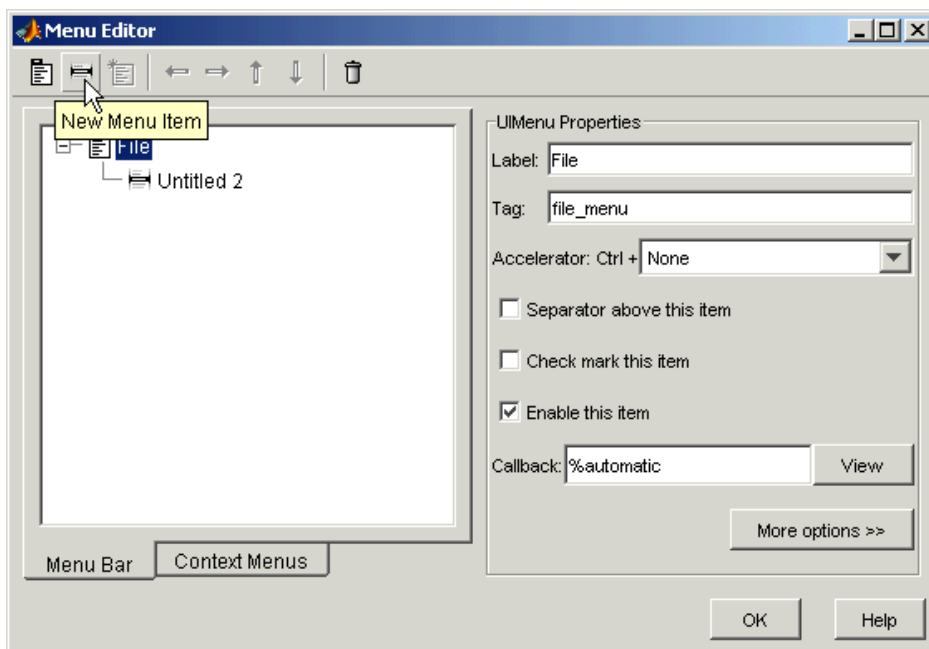 Menu Editor
New Menu Item
File
Untitled 2
Menu Bar
Context Menus
UIMenu Properties
Label: File
Tag: file_menu
Accelerator: Ctrl + None
Separator above this item
Check mark this item
Enable this item
Callback: %automatic View
More options >>
OK Help